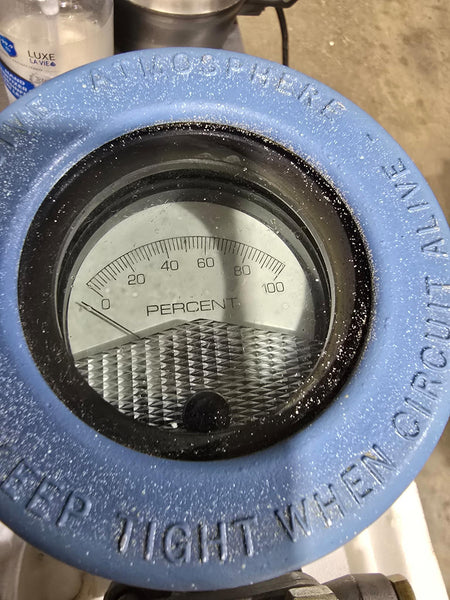 LUXE
LA VIE
ATMOSPHERE
KEEP TIGHT WHEN CIRCUIT ALIVE
0 20 40 60 80 100
PERCENT